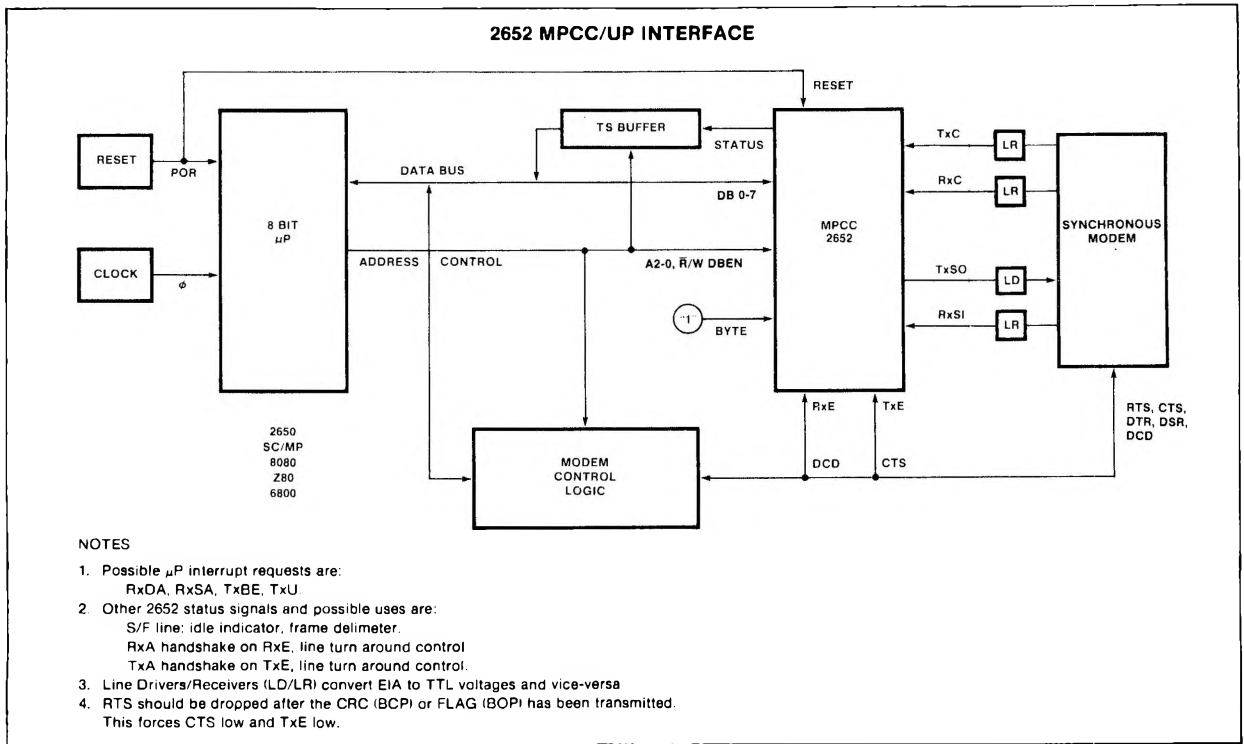 2652 MPCC/UP INTERFACE
RESET
TS BUFFER
TxC
LR
STATUS
RESET
POR
DATA BUS
RxC
LR
DB 0-7
8 BIT
μP
MPCC
2652
SYNCHRONOUS
MODEM
CLOCK
φ
ADDRESS
CONTROL
A2-0, R̅/W DBEN
TxSO
LD
"1"
BYTE
RxSI
LR
RxE
TxE
RTS, CTS,
DTR, DSR,
DCD
2650
SC/MP
8080
Z80
6800
MODEM
CONTROL
LOGIC
DCD
CTS
NOTES
1. Possible μP interrupt requests are:
RxDA, RxSA, TxBE, TxU
2. Other 2652 status signals and possible uses are:
S/F line: idle indicator, frame delimeter.
RxA handshake on RxE, line turn around control
TxA handshake on TxE, line turn around control.
3. Line Drivers/Receivers (LD/LR) convert EIA to TTL voltages and vice-versa
4. RTS should be dropped after the CRC (BCP) or FLAG (BOP) has been transmitted.
This forces CTS low and TxE low.